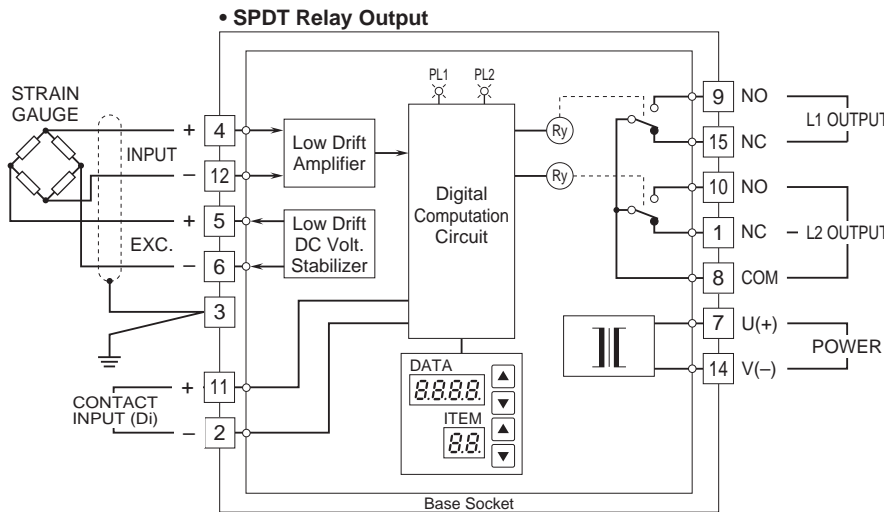 • SPDT Relay Output
PL1 PL2
STRAIN
GAUGE
+ 4
INPUT
– 12
+ 5
EXC.
– 6
3
Low Drift
Amplifier
Low Drift
DC Volt.
Stabilizer
Digital
Computation
Circuit
Ry
Ry
9 NO
L1 OUTPUT
15 NC
10 NO
1 NC
L2 OUTPUT
8 COM
7 U(+)
POWER
14 V(–)
+ 11
CONTACT
INPUT (Di)
– 2
DATA
8.8.8.8.
ITEM
8.8.
Base Socket